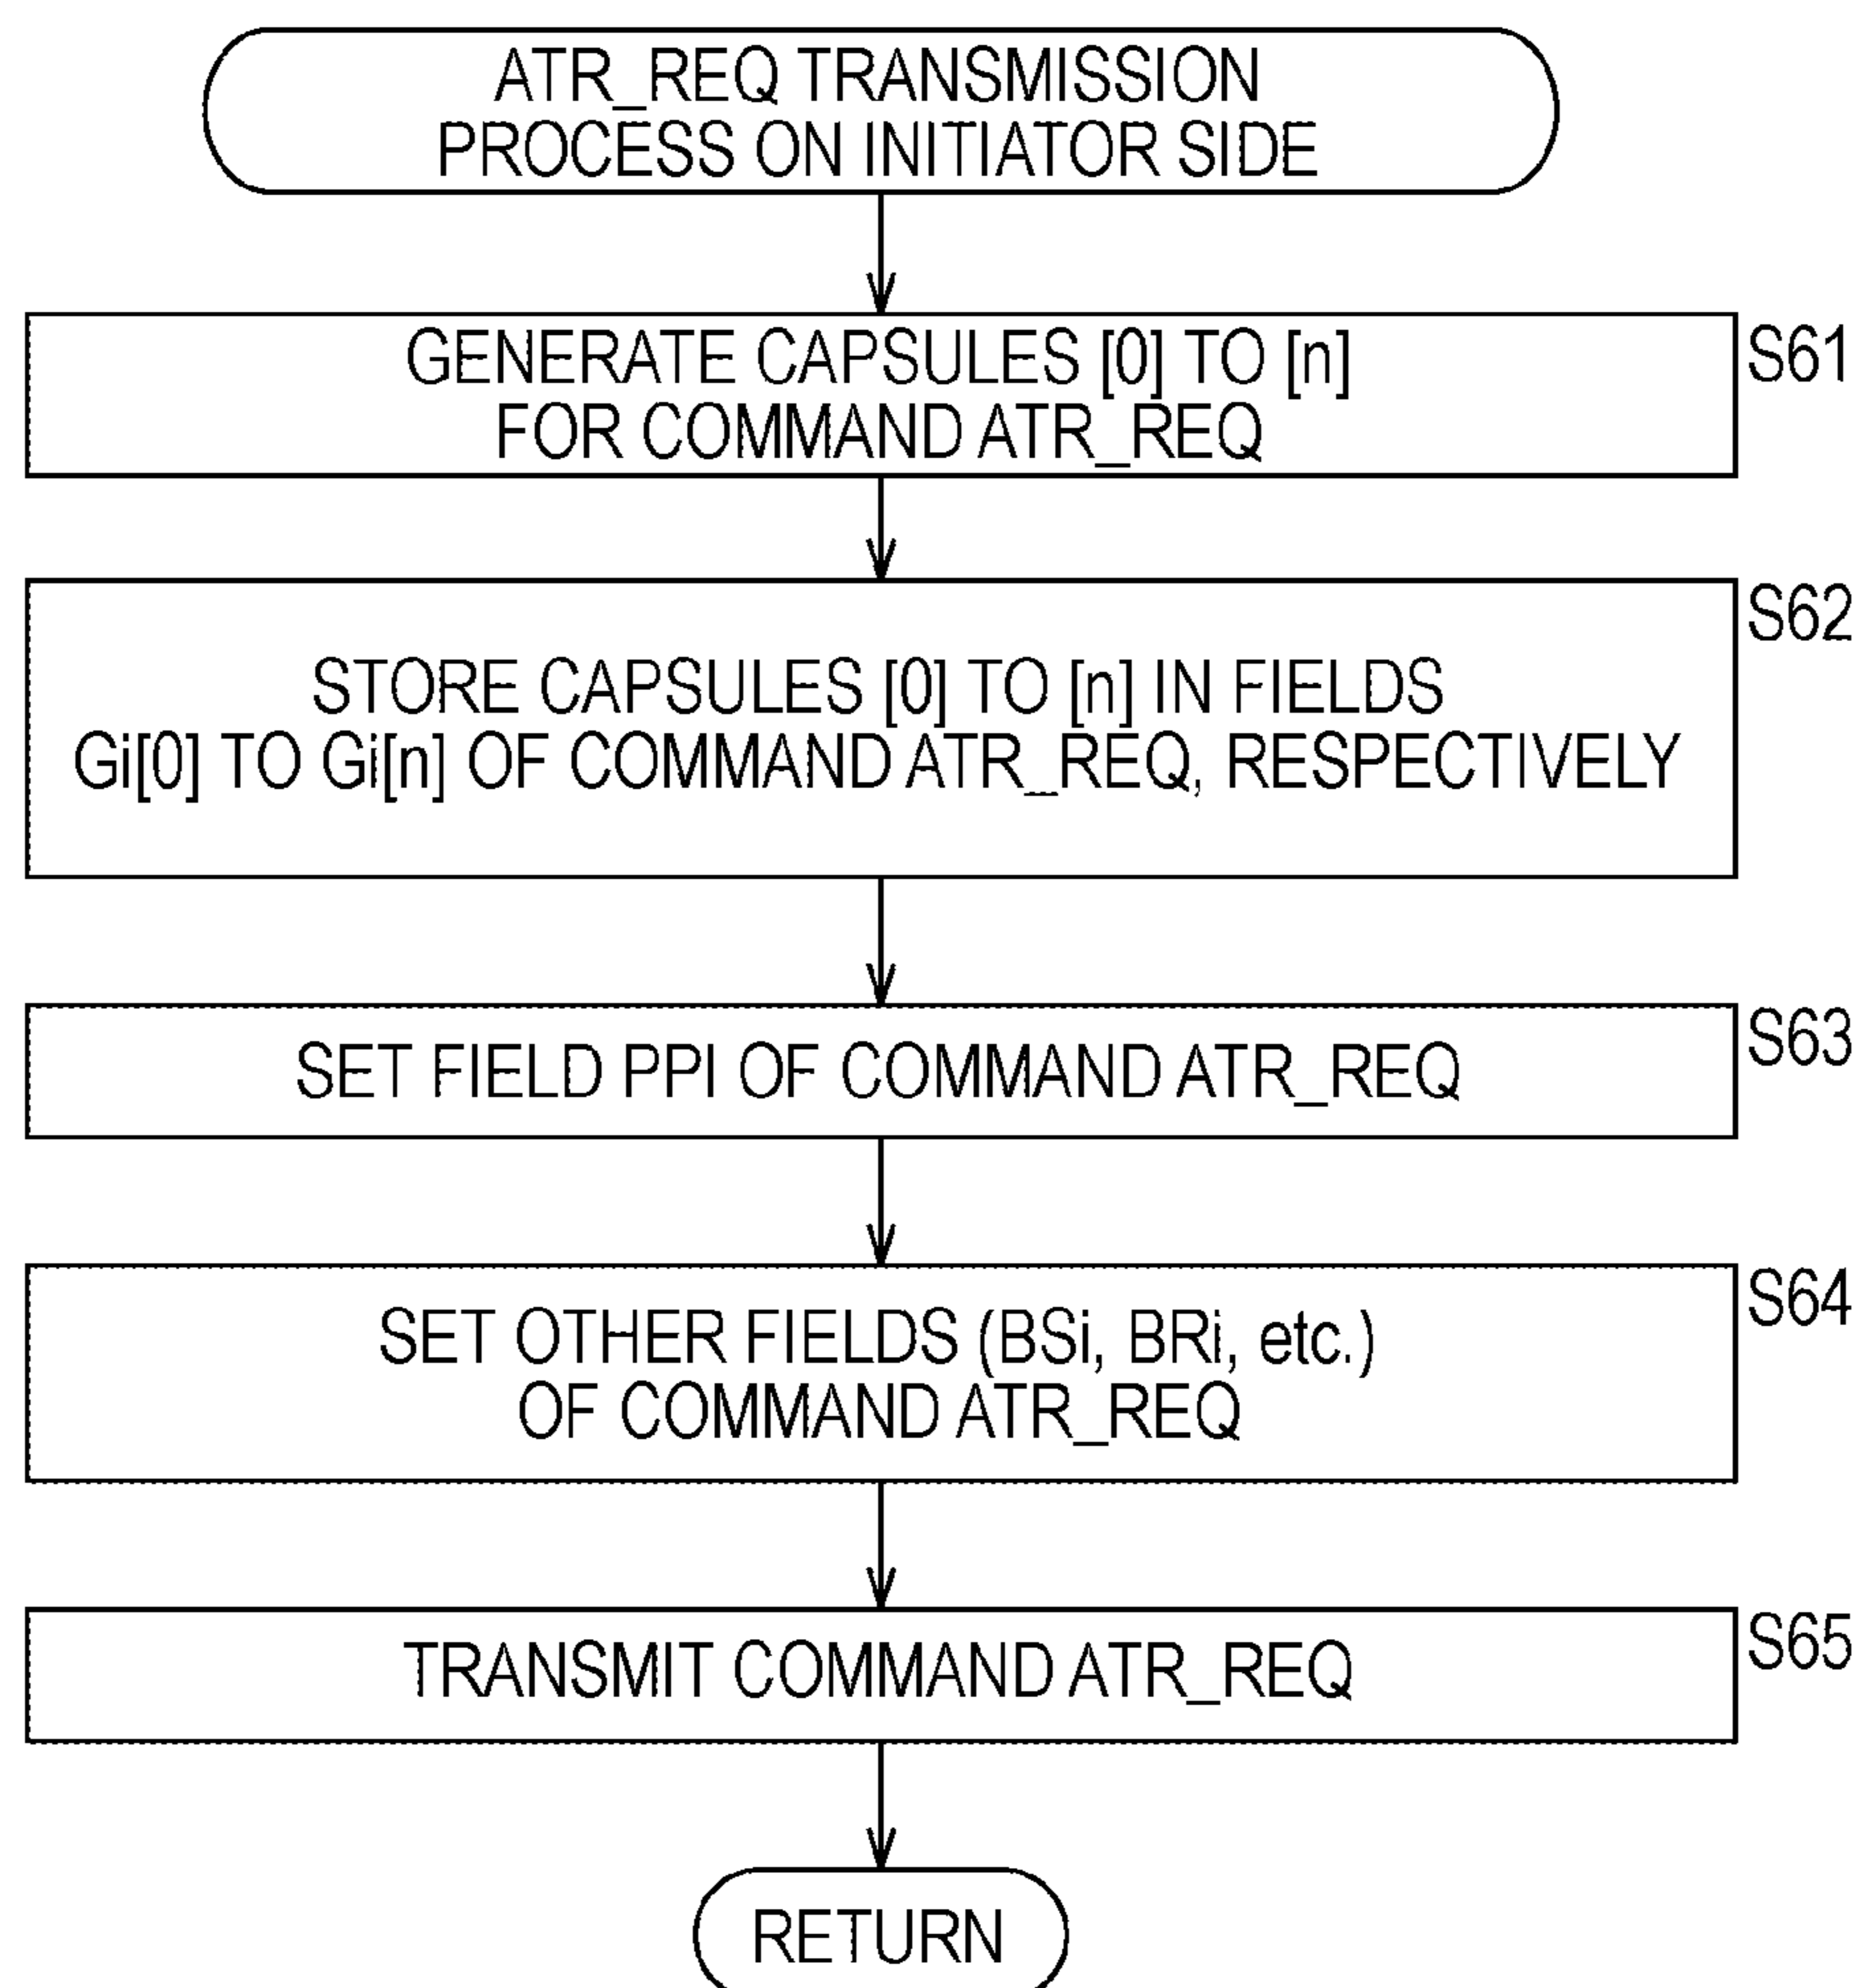 ATR_REQ TRANSMISSION
PROCESS ON INITIATOR SIDE
GENERATE CAPSULES [0] TO [n]
FOR COMMAND ATR_REQ
S61
STORE CAPSULES [0] TO [n] IN FIELDS
Gi[0] TO Gi[n] OF COMMAND ATR_REQ, RESPECTIVELY
S62
SET FIELD PPI OF COMMAND ATR_REQ
S63
SET OTHER FIELDS (BSi, BRi, etc.)
OF COMMAND ATR_REQ
S64
TRANSMIT COMMAND ATR_REQ
S65
RETURN